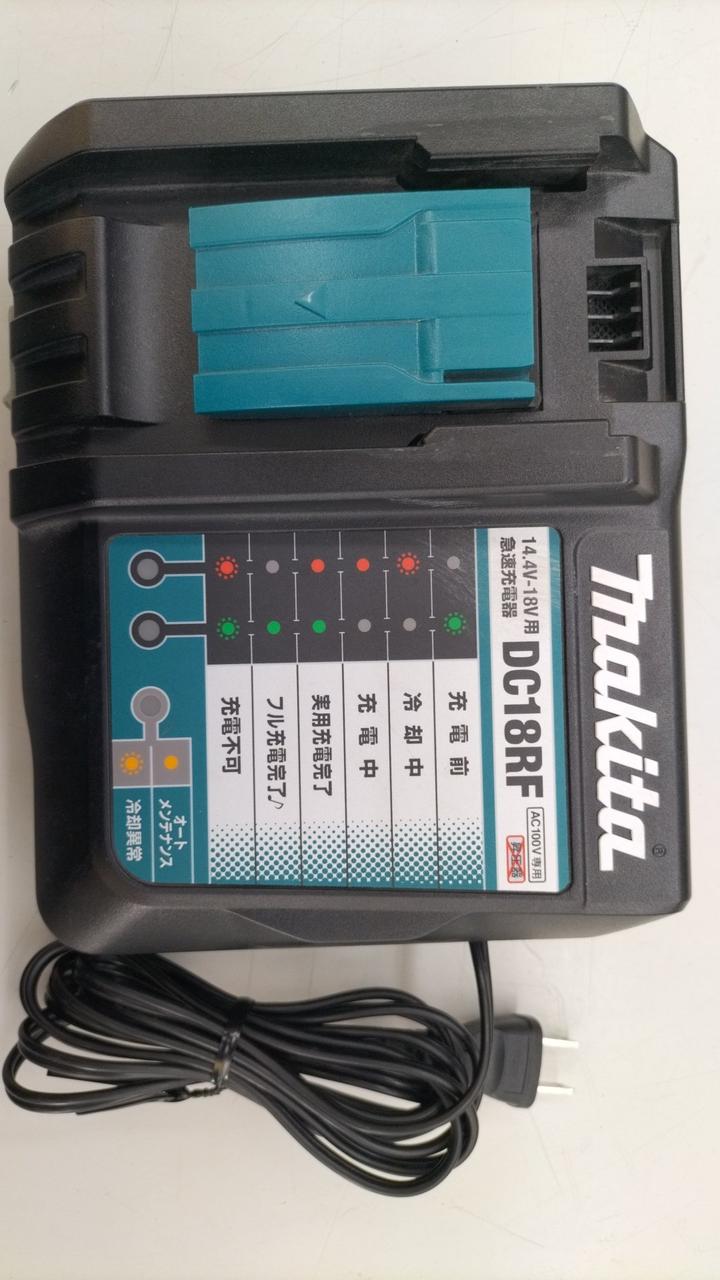 makita®
14.4V-18V用
急速充電器
DC18RF
AC100V専用
昇圧器
充電前
冷却中
充電中
実用充電完了
フル充電完了♪
充電不可
オート
メンテナンス
冷却異常